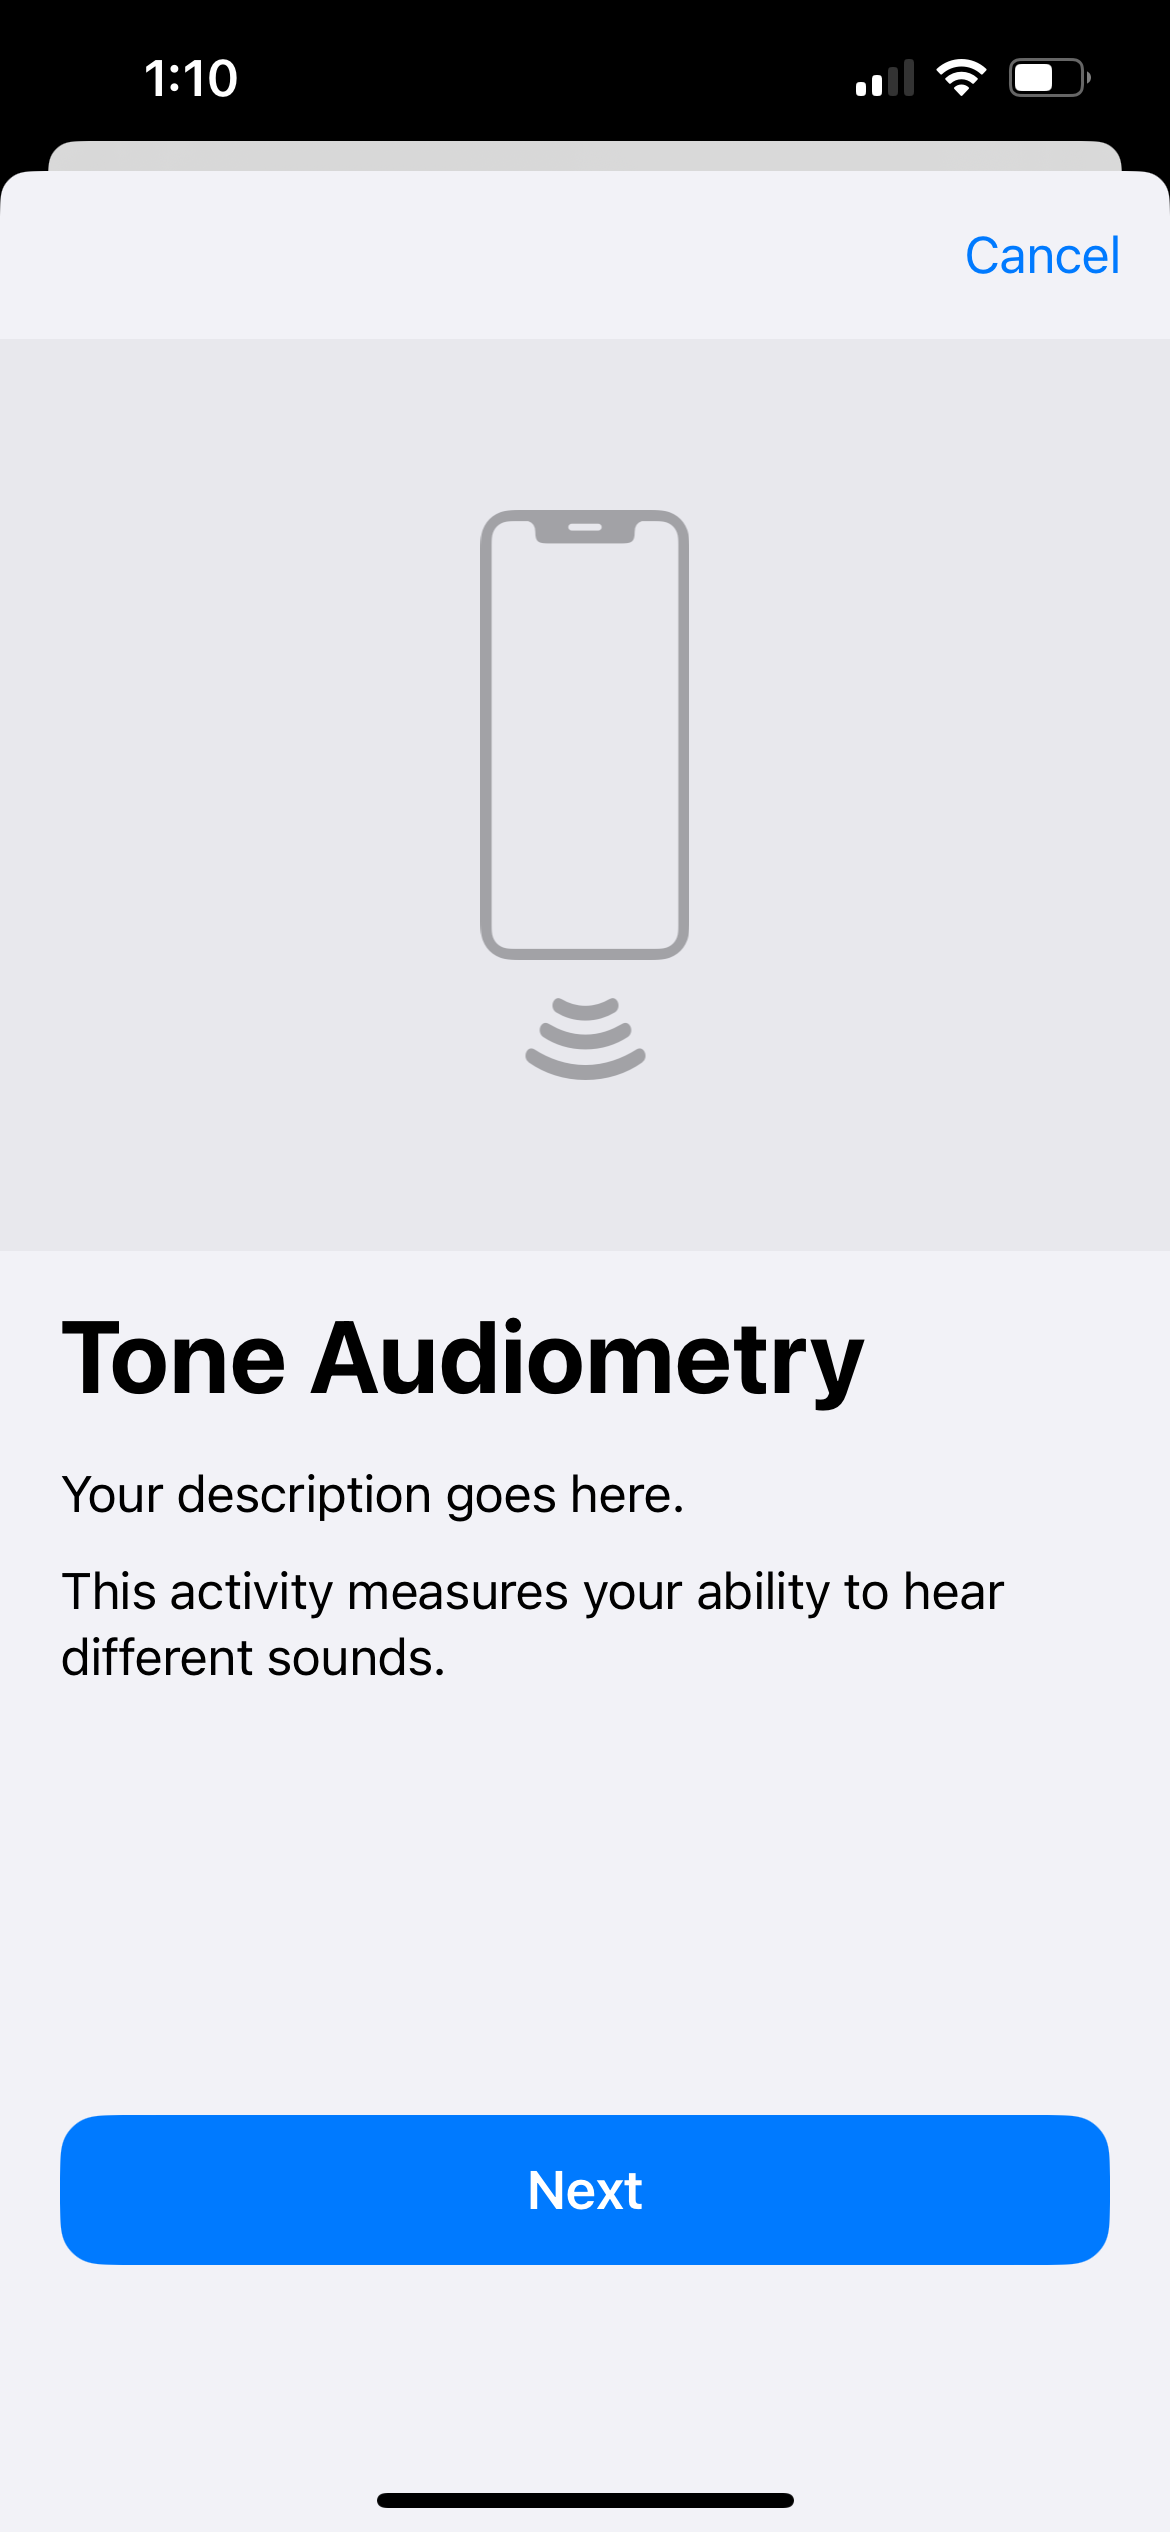 1:10
Cancel
Tone Audiometry
Your description goes here.
This activity measures your ability to hear
different sounds.
Next